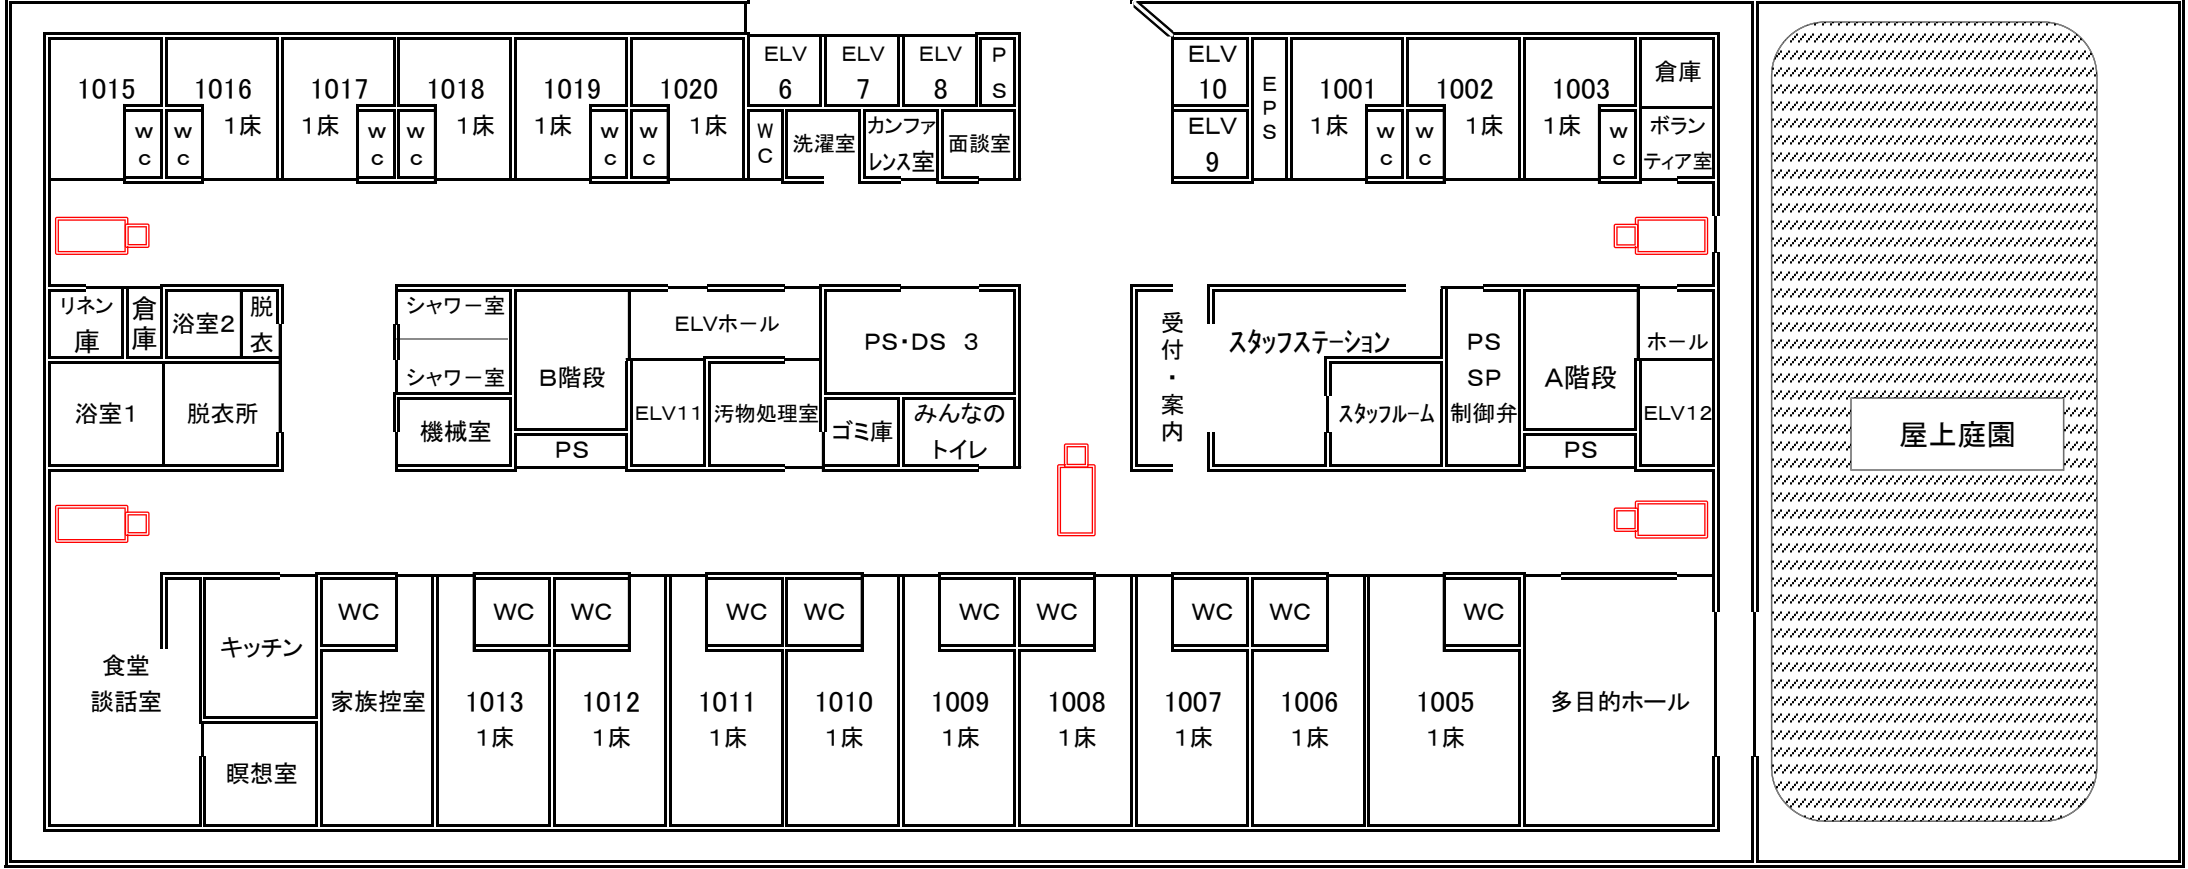 1015
WC
1016
1床
WC
1017
1床
WC
1018
1床
WC
1019
1床
WC
1020
1床
WC
ELV
6
ELV
7
ELV
8
PS
WC
洗濯室
カンファ
レンス室
面談室
ELV
10
ELV
9
EPS
1001
1床
WC
1002
1床
WC
1003
1床
WC
倉庫
ボラン
ティア室
リネン
庫
倉庫
浴室2
脱衣
浴室1
脱衣所
シャワー室
シャワー室
機械室
B階段
PS
ELVホール
ELV11
汚物処理室
PS・DS 3
ゴミ庫
みんなの
トイレ
受付・案内
スタッフステーション
スタッフルーム
PS
SP
制御弁
A階段
PS
ホール
ELV12
屋上庭園
食堂
談話室
キッチン
瞑想室
WC
家族控室
WC
1013
1床
WC
1012
1床
WC
1011
1床
WC
1010
1床
WC
1009
1床
WC
1008
1床
WC
1007
1床
WC
1006
1床
WC
1005
1床
多目的ホール